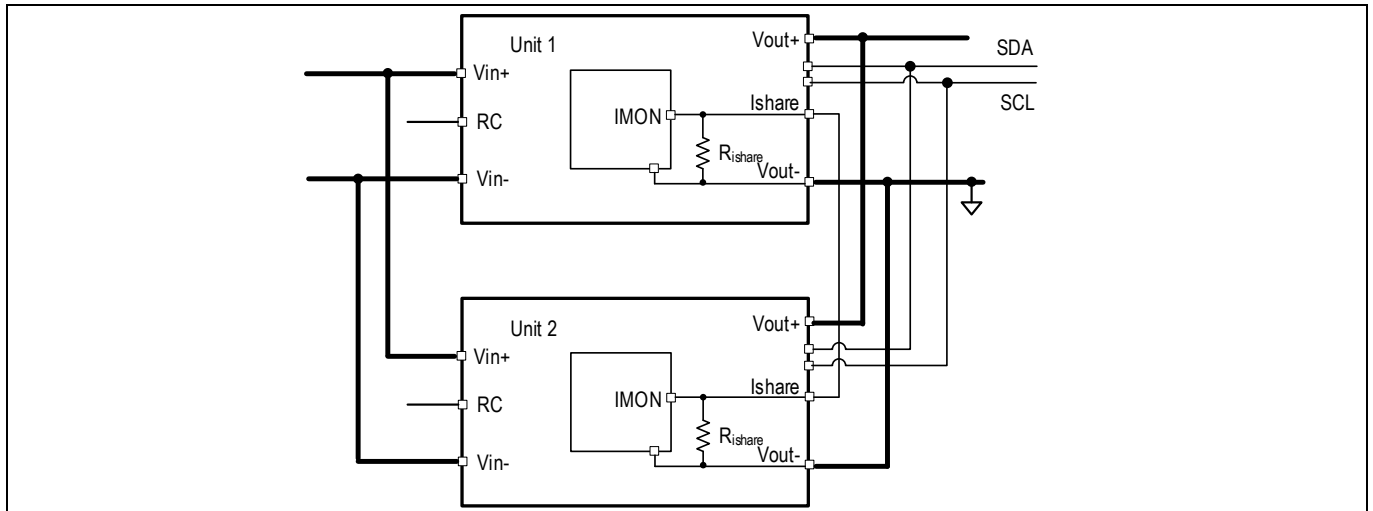 Unit 1
Vout+
SDA
Vin+
SCL
Ishare
IMON
RC
Rishare
Vout-
Vin-
Unit 2
Vout+
Vin+
Ishare
IMON
RC
Rishare
Vout-
Vin-